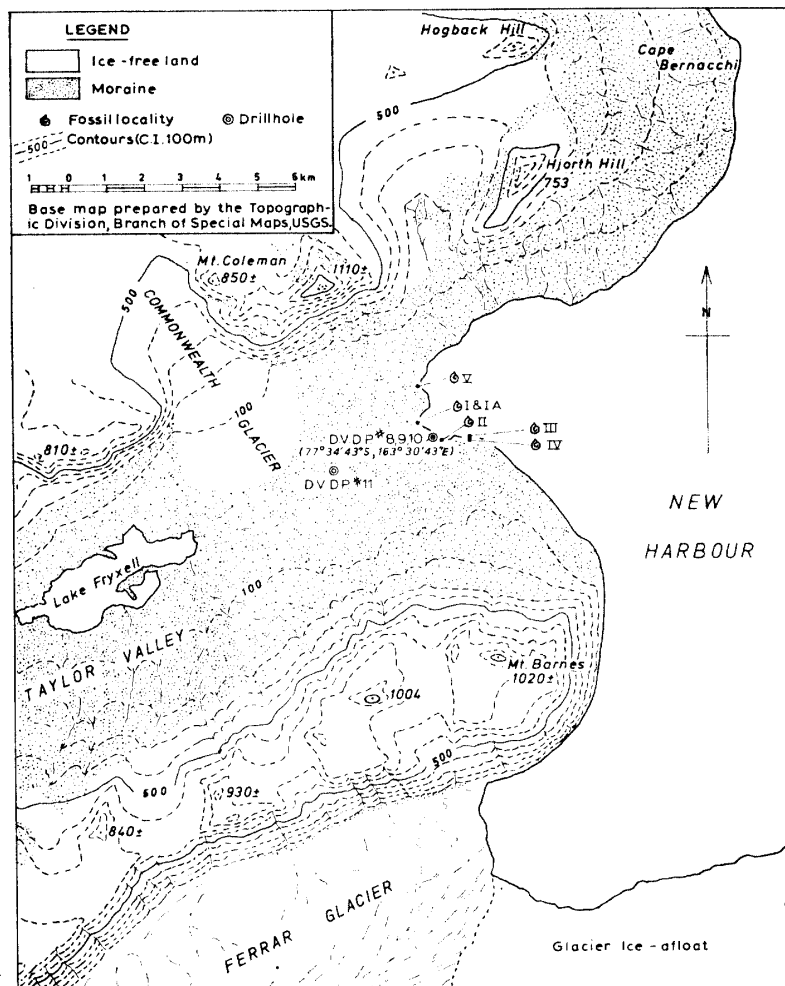 LEGEND
Ice-free land
Moraine
Fossil locality
Drillhole
500
Contours (C.I. 100m)
1 0 1 2 3 4 5 6 km
Base map prepared by the Topograph-
ic Division, Branch of Special Maps, USGS.
Hogback Hill
Cape
Bernacchi
500
Hjorth Hill
753
Mt. Coleman
850±
1110±
500
COMMONWEALTH
GLACIER
100
N
V
I & IA
II
III
IV
DVDP #8,9,10
(77°34'43"S, 163°30'43"E)
DVDP #11
810±
NEW
HARBOUR
Lake Fryxell
100
TAYLOR VALLEY
Mt. Barnes
1020±
1004
500
500
930±
840±
FERRAR GLACIER
Glacier Ice - afloat